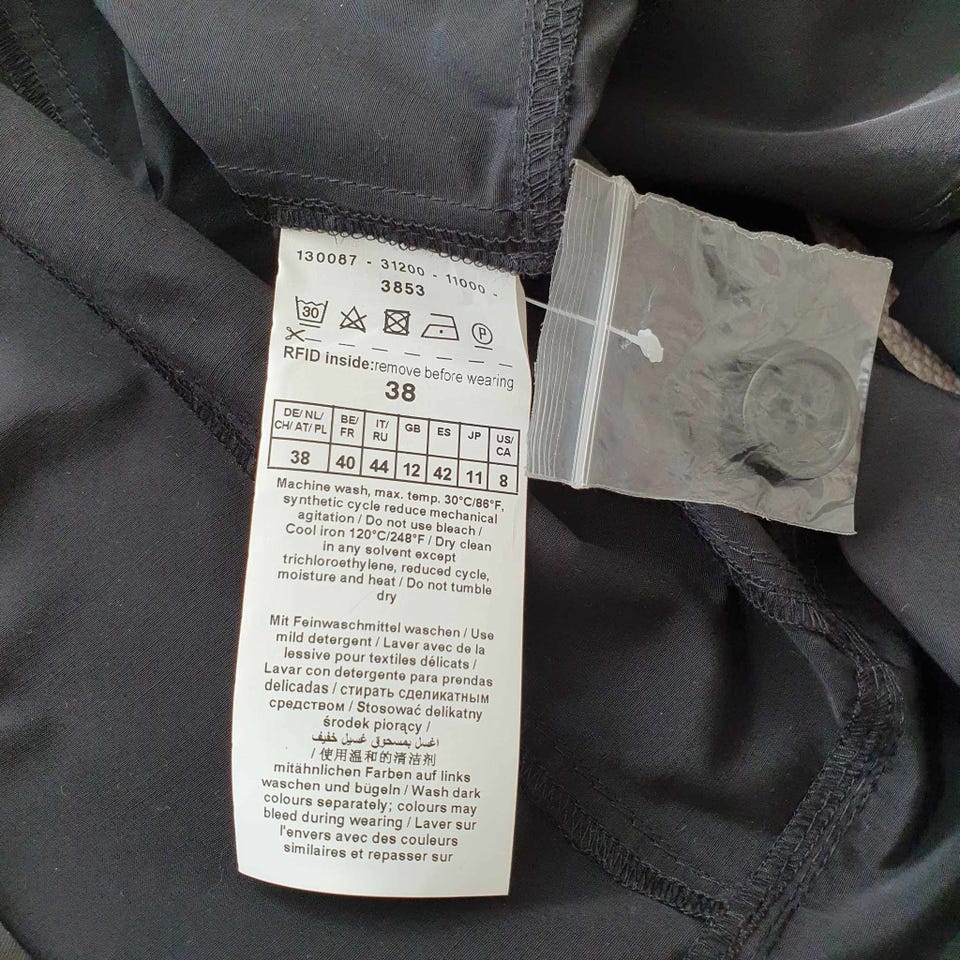 130087 - 31200 - 11000 -
3853
30 P
RFID inside:remove before wearing
38
DE/ NL/ CH/ AT/ PL BE/ FR IT/ RU GB ES JP US/ CA
38 40 44 12 42 11 8
Machine wash, max. temp. 30°C/86°F,
synthetic cycle reduce mechanical
agitation / Do not use bleach /
Cool iron 120°C/248°F / Dry clean
in any solvent except
trichloroethylene, reduced cycle,
moisture and heat / Do not tumble
dry
Mit Feinwaschmittel waschen / Use
mild detergent / Laver avec de la
lessive pour textiles délicats /
Lavar con detergente para prendas
delicadas / стирать сделикатным
средством / Stosować delikatny
środek piorący /
اغسل بمسحوق غسيل خفيف
/ 使用温和的清洁剂
mitähnlichen Farben auf links
waschen und bügeln / Wash dark
colours separately; colours may
bleed during wearing / Laver sur
l'envers avec des couleurs
similaires et repasser sur